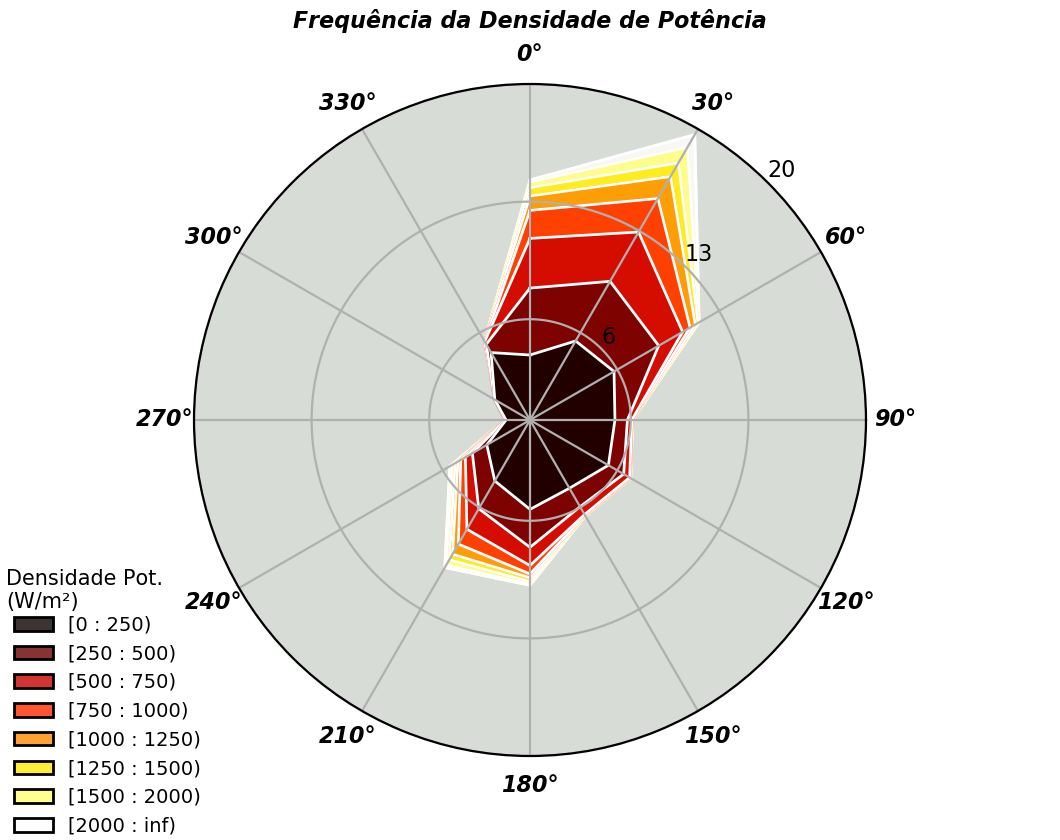 Frequência da Densidade de Potência
0°
330°
30°
20
300°
60°
13
6
270°
90°
240°
120°
210°
150°
180°
Densidade Pot.
(W/m²)
[0 : 250)
[250 : 500)
[500 : 750)
[750 : 1000)
[1000 : 1250)
[1250 : 1500)
[1500 : 2000)
[2000 : inf)